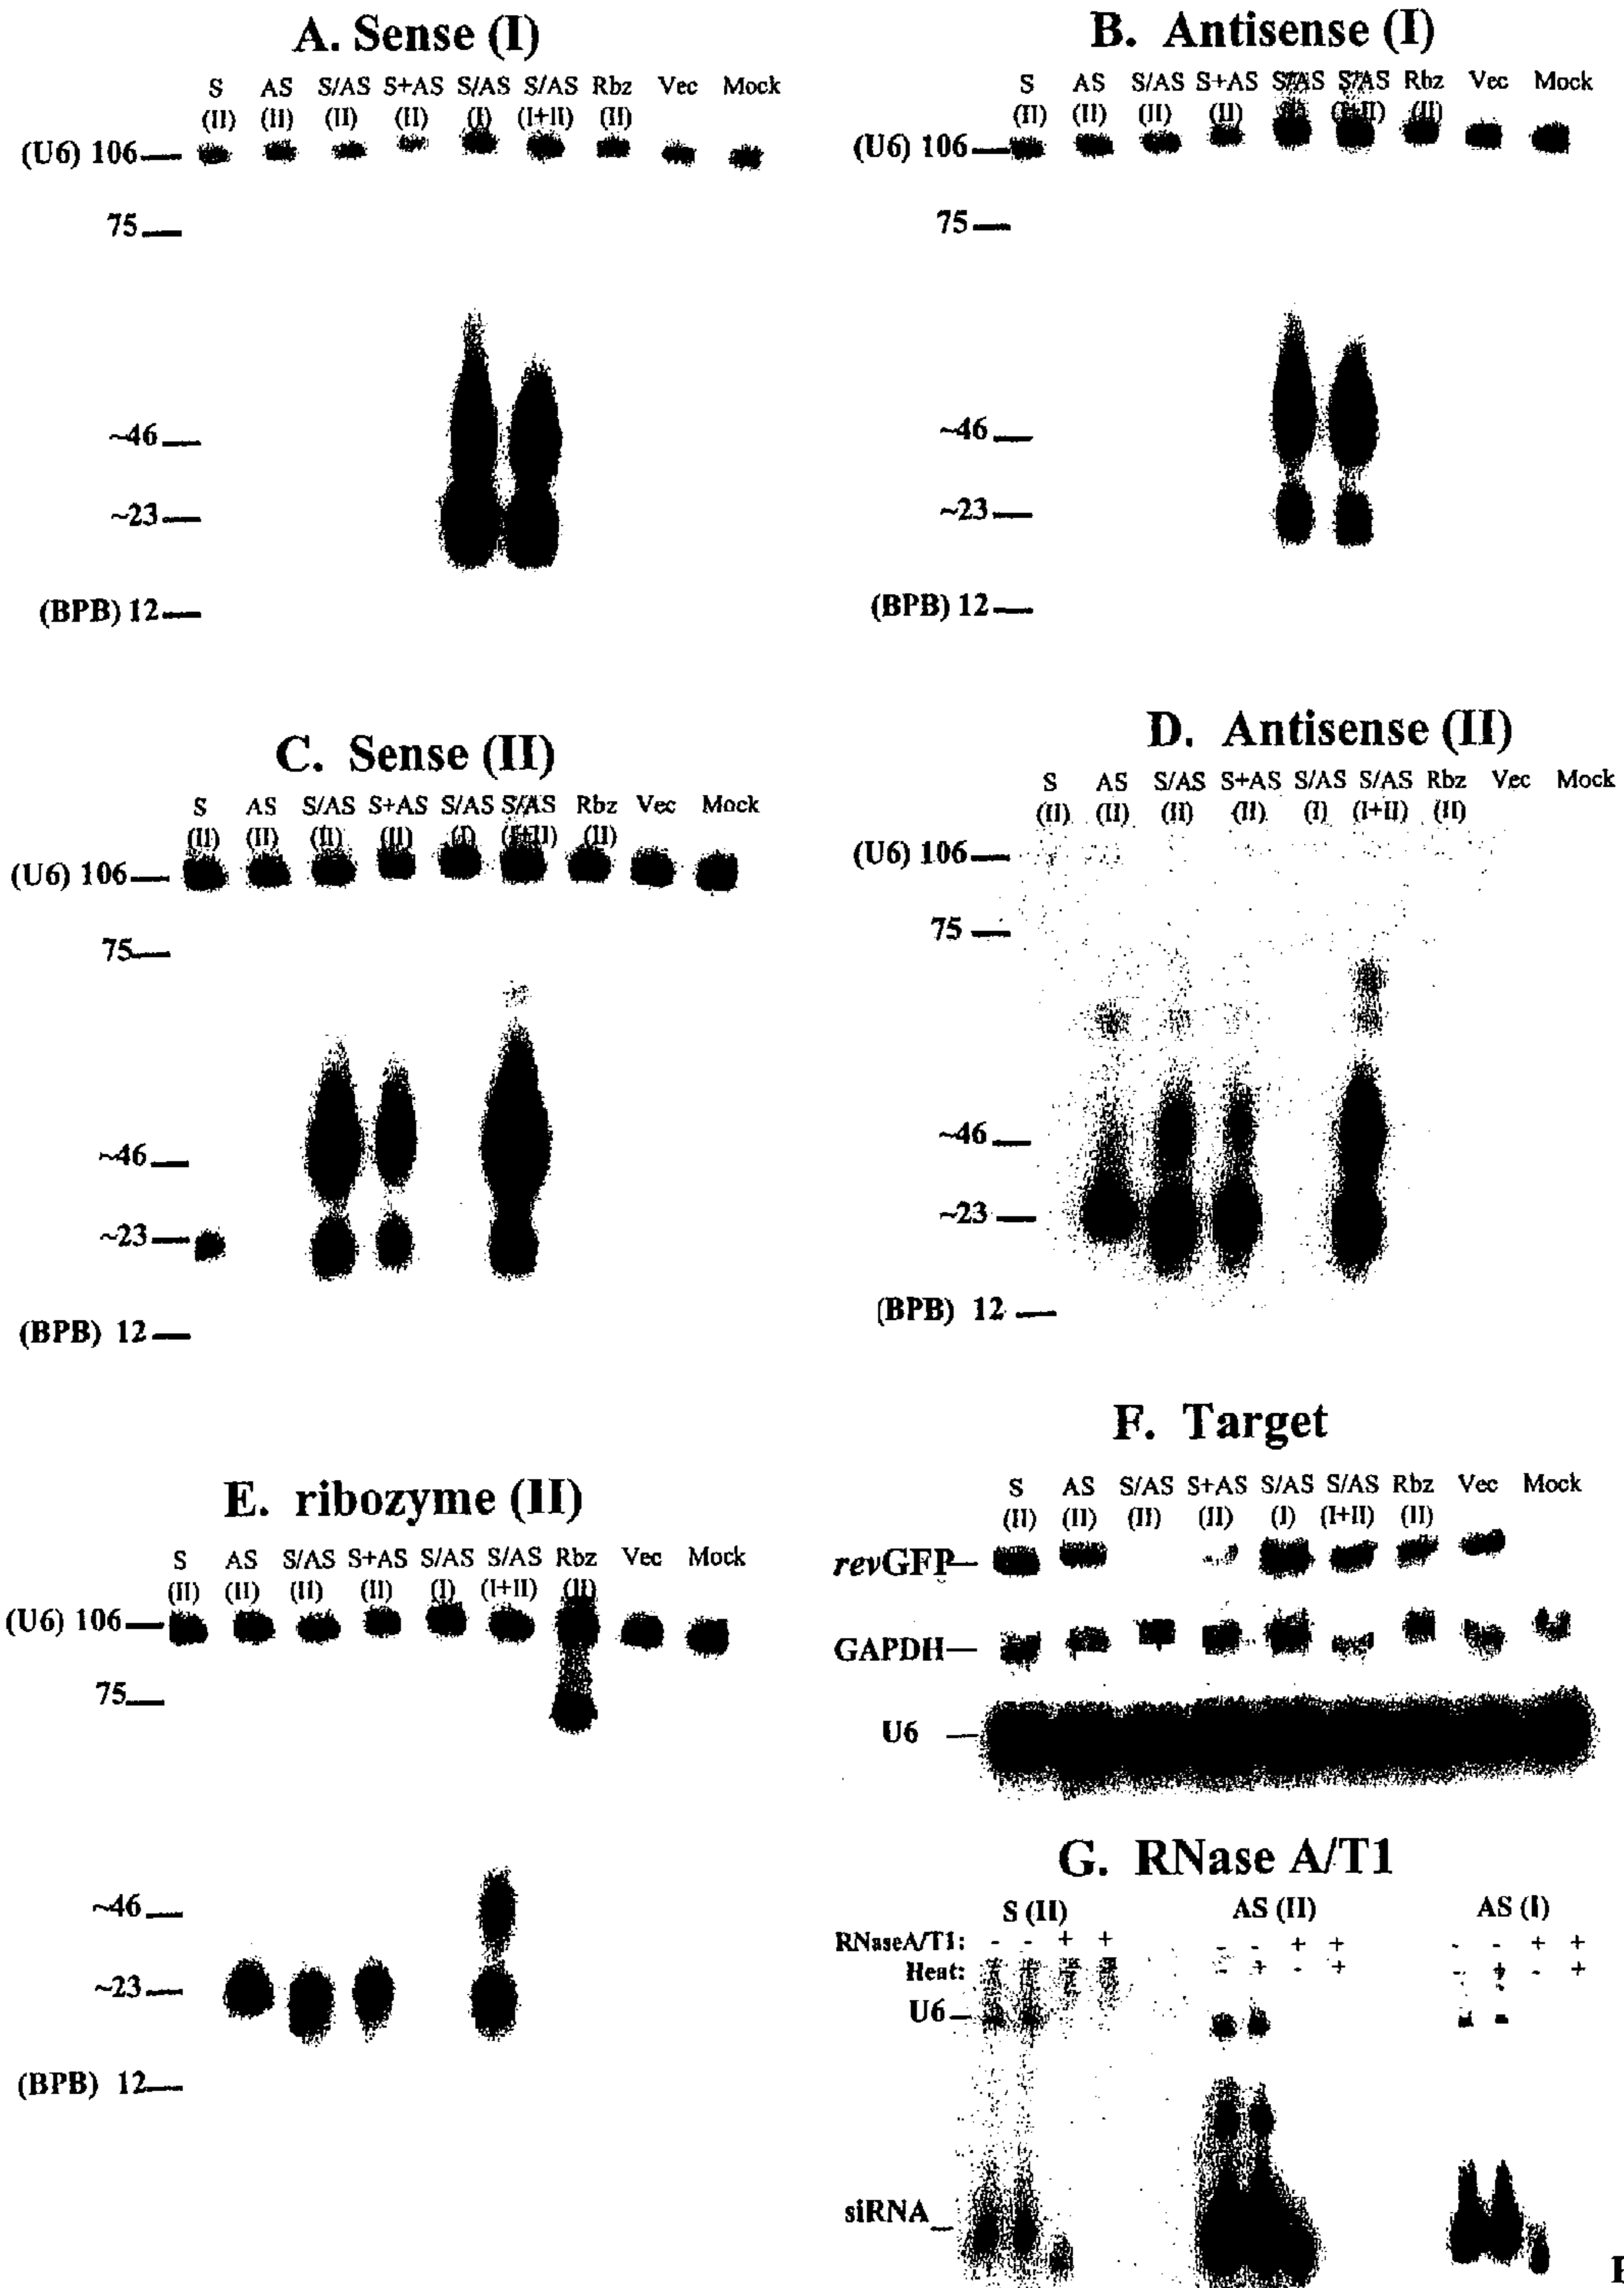 A. Sense (I)
S AS S/AS S+AS S/AS S/AS Rbz Vec Mock
(II) (II) (II) (II) (I) (I+II) (II)
(U6) 106
75
~46
~23
(BPB) 12
B. Antisense (I)
S AS S/AS S+AS S/AS S/AS Rbz Vec Mock
(II) (II) (II) (II) (I+II) (II)
(U6) 106
75
~46
~23
(BPB) 12
C. Sense (II)
S AS S/AS S+AS S/AS S/AS Rbz Vec Mock
(II) (II) (II) (II) (I) (I+II) (II)
(U6) 106
75
~46
~23
(BPB) 12
D. Antisense (II)
S AS S/AS S+AS S/AS S/AS Rbz Vec Mock
(II) (II) (II) (II) (I) (I+II) (II)
(U6) 106
75
~46
~23
(BPB) 12
E. ribozyme (II)
S AS S/AS S+AS S/AS S/AS Rbz Vec Mock
(II) (II) (II) (II) (I) (I+II) (II)
(U6) 106
75
~46
~23
(BPB) 12
F. Target
S AS S/AS S+AS S/AS S/AS Rbz Vec Mock
(II) (II) (II) (II) (I) (I+II) (II)
revGFP
GAPDH
U6
G. RNase A/T1
S (II) AS (II) AS (I)
RNaseA/T1: - - + + - - + + - - + +
Heat: - + - + - + - + - + - +
U6
siRNA